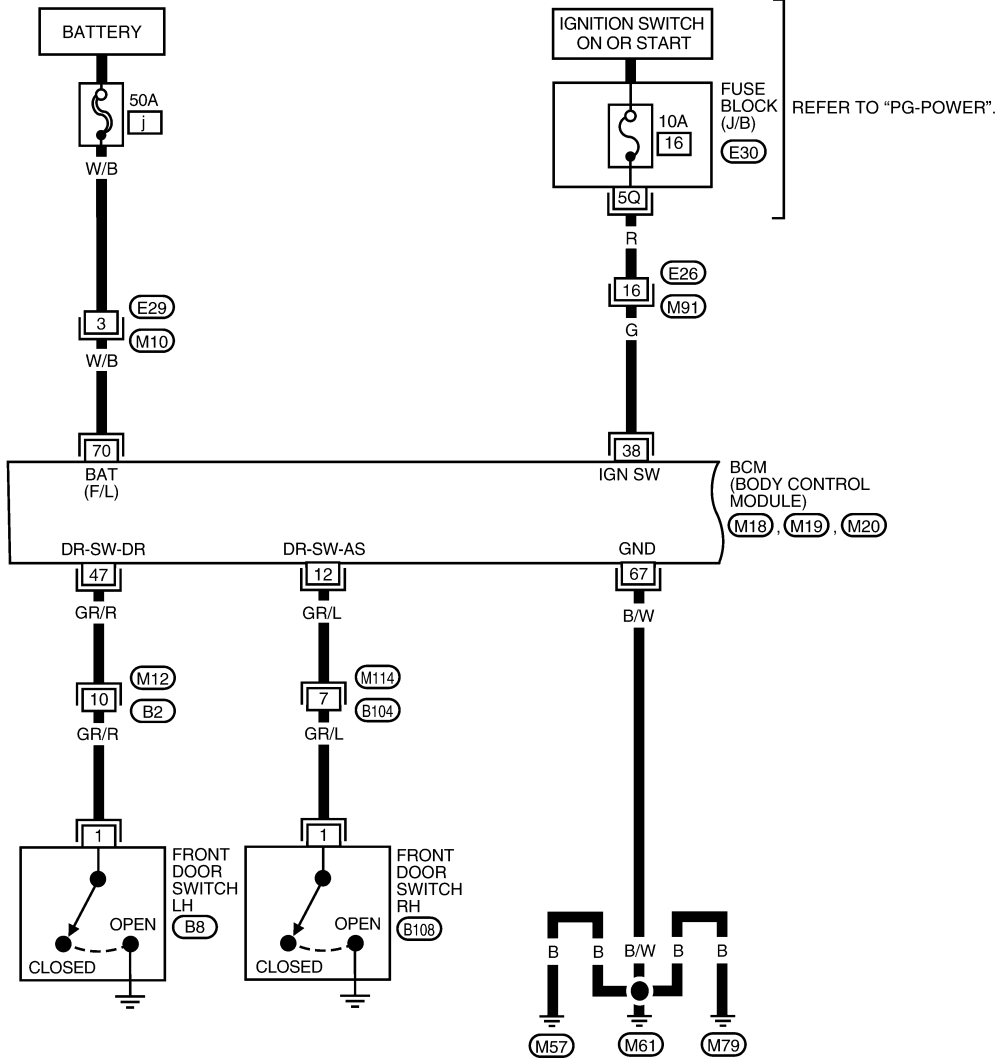 BATTERY
IGNITION SWITCH
ON OR START
50A
j
10A
16
FUSE
BLOCK
(J/B)
E30
REFER TO “PG-POWER”.
W/B
5Q
R
3
E29
M10
16
E26
M91
W/B
G
70
38
BAT
(F/L)
IGN SW
BCM
(BODY CONTROL
MODULE)
M18 , M19 , M20
DR-SW-DR
DR-SW-AS
GND
47
12
67
GR/R
GR/L
B/W
10
M12
B2
7
M114
B104
GR/R
GR/L
1
1
FRONT
DOOR
SWITCH
LH
B8
OPEN
CLOSED
FRONT
DOOR
SWITCH
RH
B108
OPEN
CLOSED
B
B
B/W
B
B
M57
M61
M79